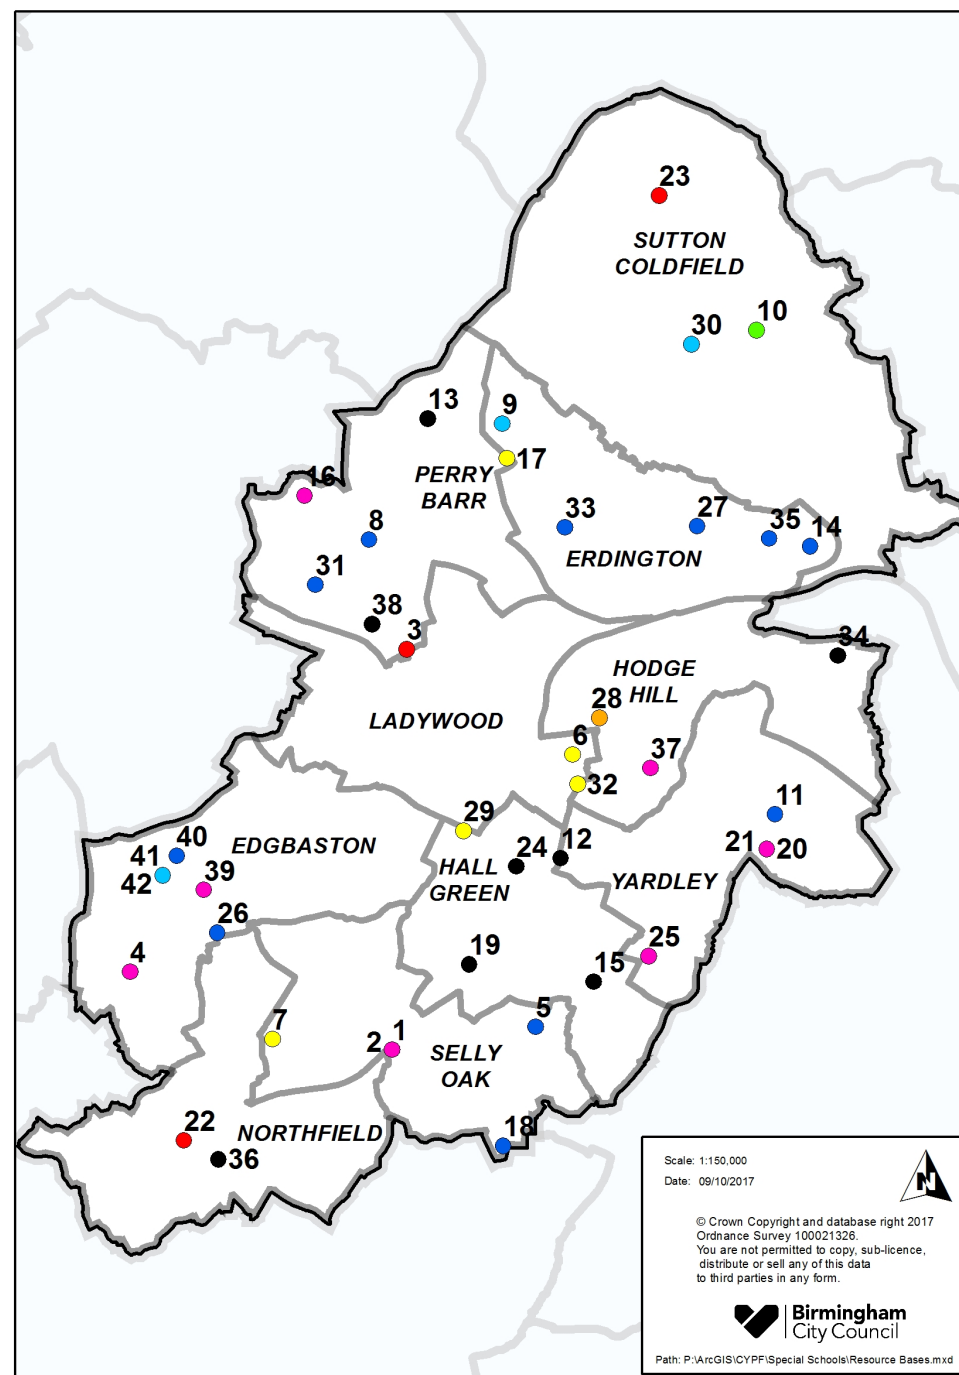 23
SUTTON
COLDFIELD
10
30
13
9
17
PERRY
BARR
16
8
33
27
35
14
ERDINGTON
31
38
3
34
HODGE
HILL
28
LADYWOOD
6
37
32
11
29
12
40
EDGBASTON
24
21
20
41
HALL
GREEN
42
39
YARDLEY
26
4
19
25
15
7
5
2
1
SELLY
OAK
18
22
NORTHFIELD
36
Scale: 1:150,000
Date: 09/10/2017
N
© Crown Copyright and database right 2017
Ordnance Survey 100021326.
You are not permitted to copy, sub-licence,
distribute or sell any of this data
to third parties in any form.
Birmingham
City Council
Path: P:\ArcGIS\CYPF\Special Schools\Resource Bases.mxd